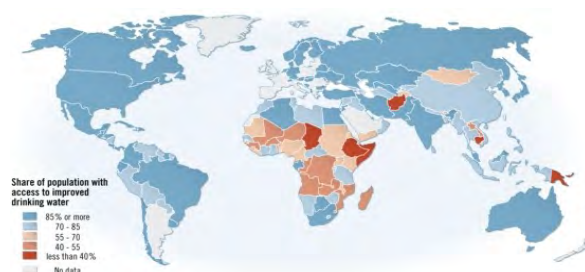 Share of population with
access to improved
drinking water
85% or more
70 - 85
55 - 70
40 - 55
less than 40%
No data